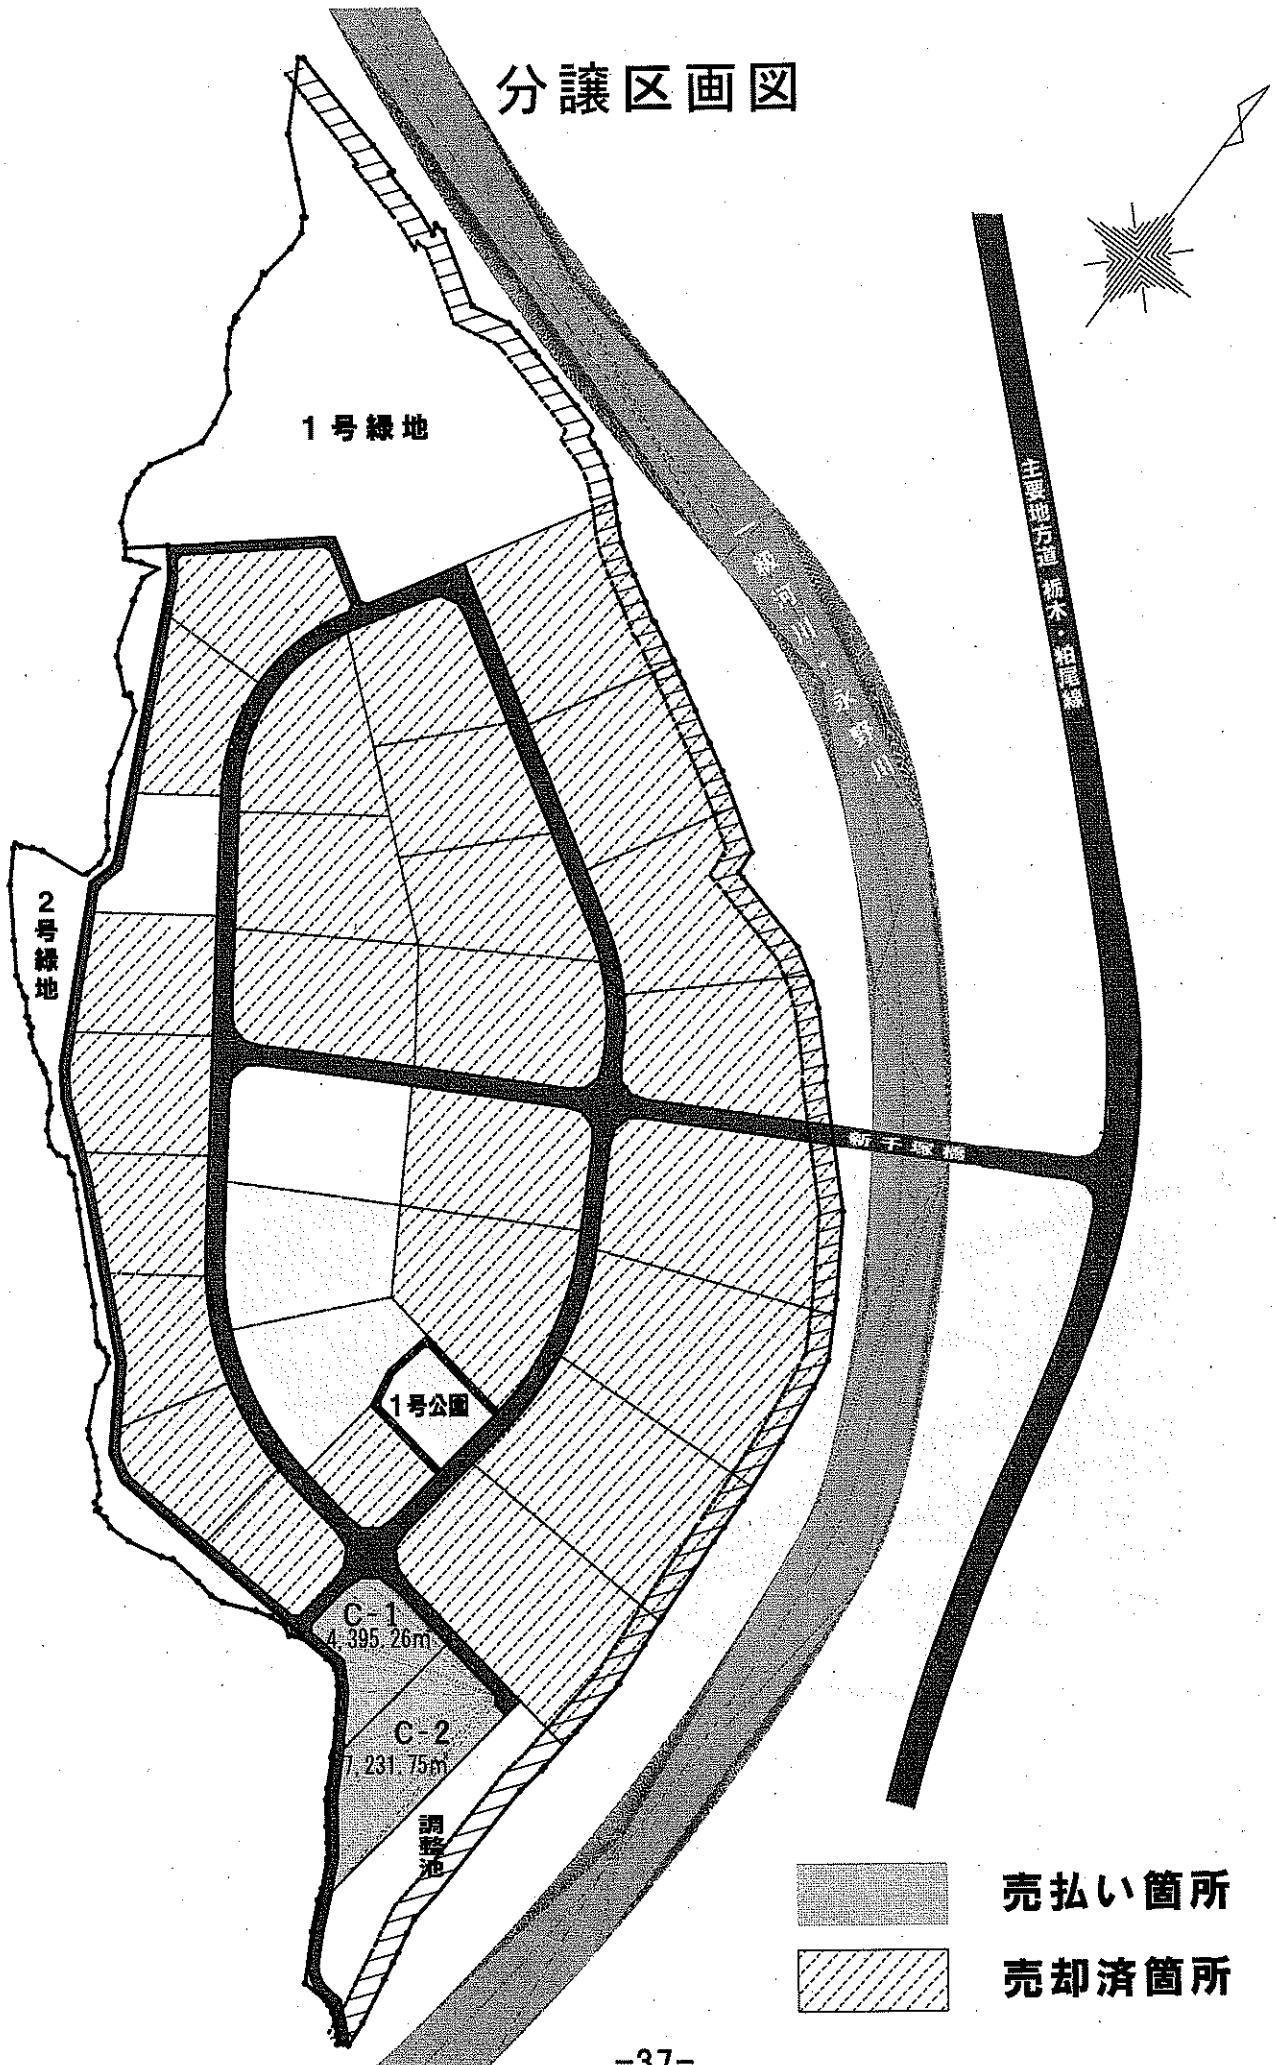 分譲区画図
1号緑地
主要地方道 栃木・粕尾線
一級河川・永野川
2号緑地
新千塚橋
1号公園
C-1
4,395.26㎡
C-2
7,231.75㎡
調整池
売払い箇所
売却済箇所
-37-